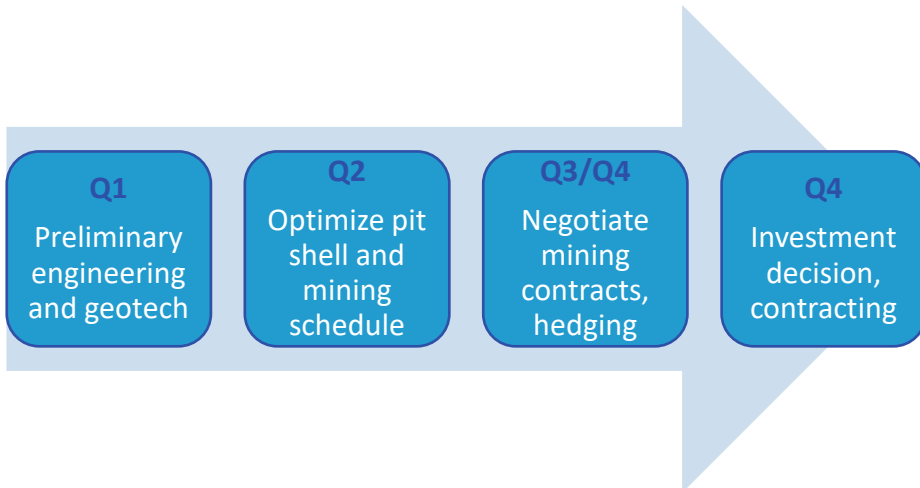 Q1
Preliminary
engineering
and geotech
Q2
Optimize pit
shell and
mining
schedule
Q3/Q4
Negotiate
mining
contracts,
hedging
Q4
Investment
decision,
contracting